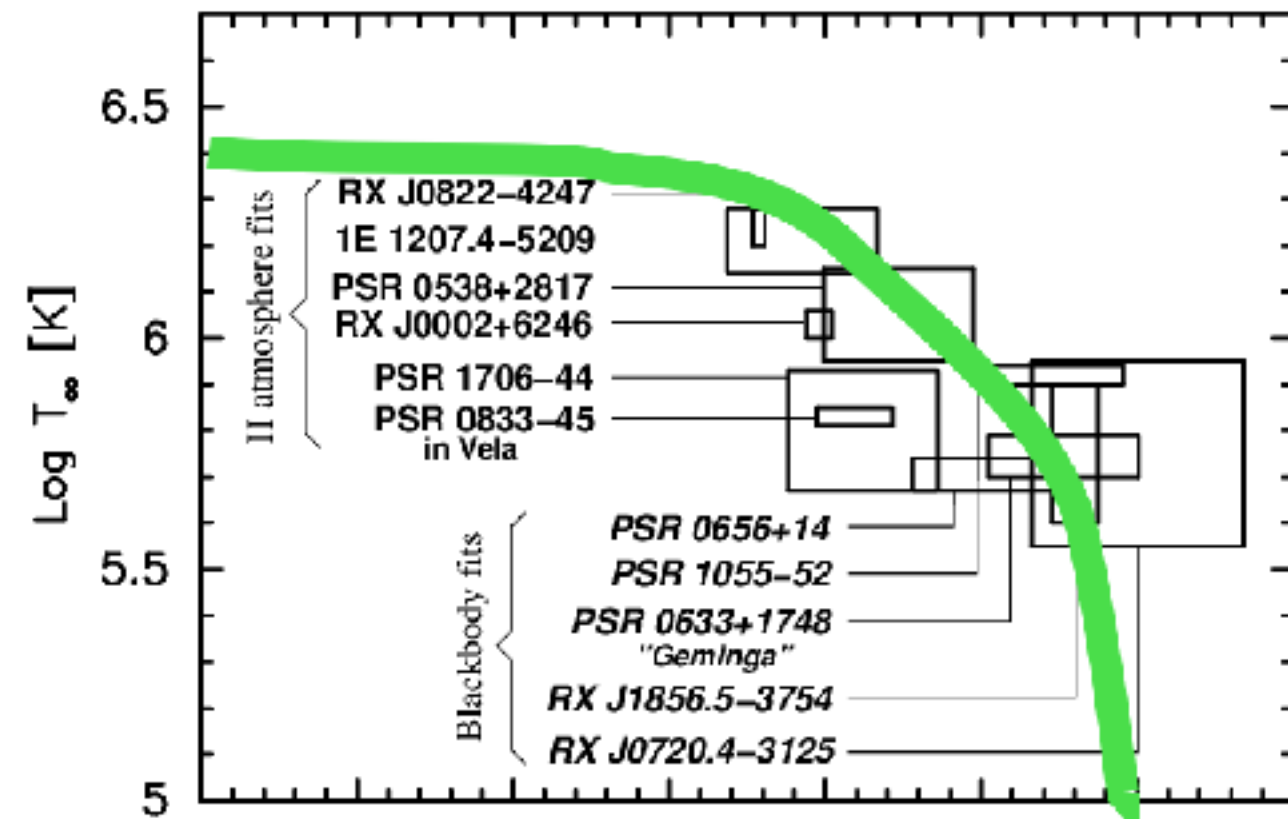 6.5
6
5.5
5
Log T∞ [K]
H atmosphere fits
RX J0822–4247
1E 1207.4–5209
PSR 0538+2817
RX J0002+6246
PSR 1706–44
PSR 0833–45
in Vela
Blackbody fits
PSR 0656+14
PSR 1055–52
PSR 0633+1748
"Geminga"
RX J1856.5–3754
RX J0720.4–3125